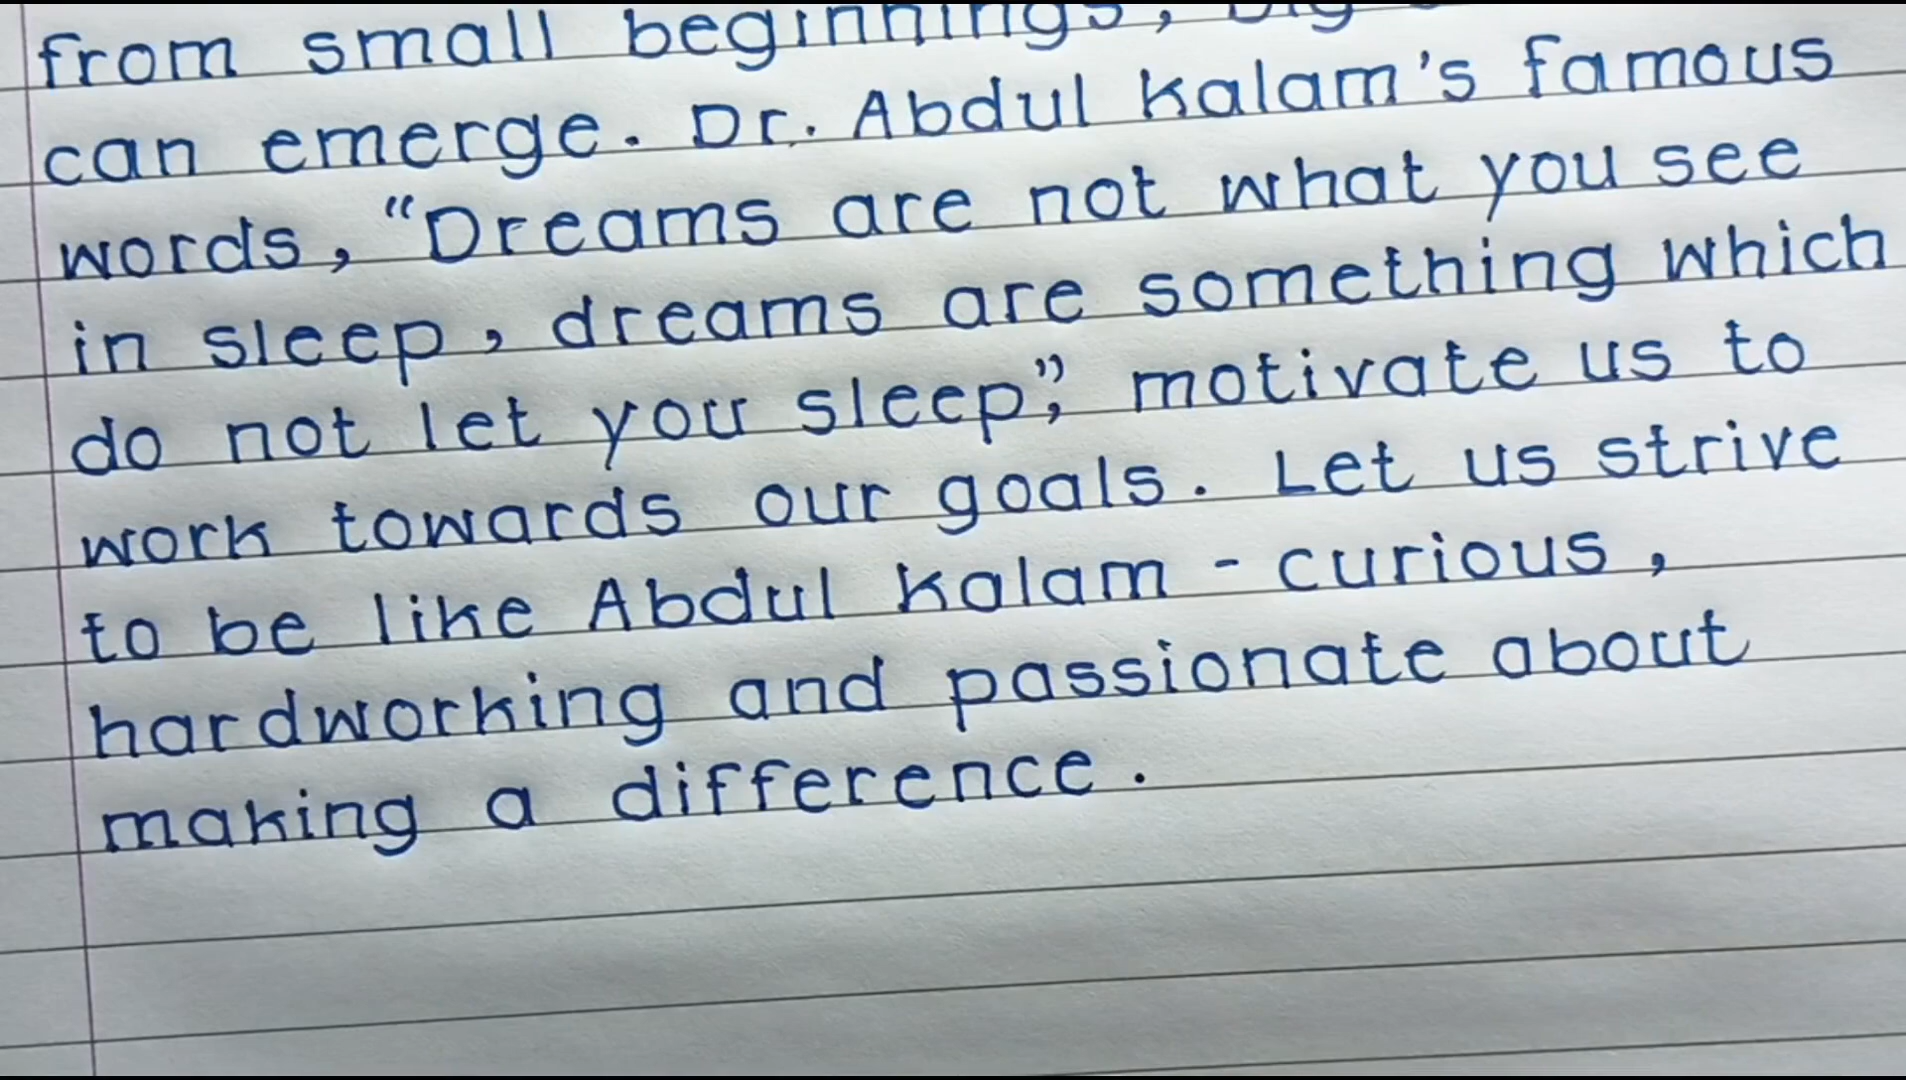 from small beginnings, big
can emerge. Dr. Abdul Kalam's famous
words, “Dreams are not what you see
in sleep, dreams are something which
do not let you sleep”, motivate us to
work towards our goals. Let us strive
to be like Abdul Kalam - curious,
hardworking and passionate about
making a difference.